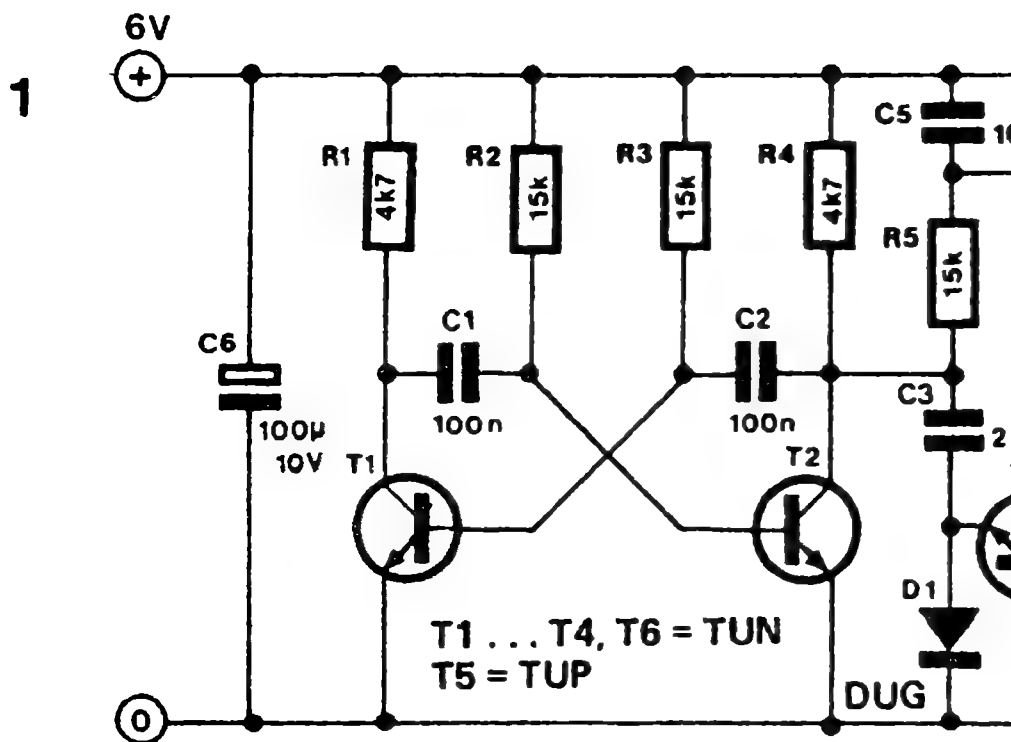 6V
+
1
C5
R1
R2
R3
R4
4k7
15k
15k
4k7
R5
15k
C1
C2
C6
C3
100n
100n
100µ
10V
T1
T2
D1
T1 . . . T4, T6 = TUN
T5 = TUP
DUG
0